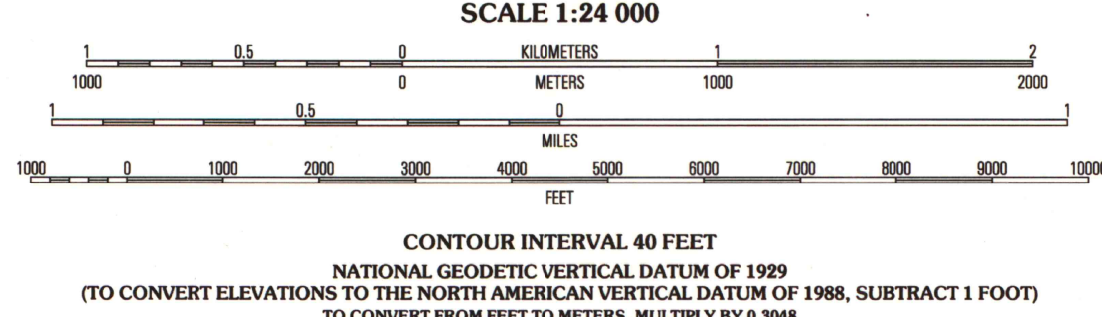 SCALE 1:24 000
1 0.5 0 KILOMETERS 1 2
1000 0 METERS 1000 2000
1 0.5 0 1
MILES
1000 0 1000 2000 3000 4000 5000 6000 7000 8000 9000 10000
FEET
CONTOUR INTERVAL 40 FEET
NATIONAL GEODETIC VERTICAL DATUM OF 1929
(TO CONVERT ELEVATIONS TO THE NORTH AMERICAN VERTICAL DATUM OF 1988, SUBTRACT 1 FOOT)
TO CONVERT FROM FEET TO METERS, MULTIPLY BY 0.3048